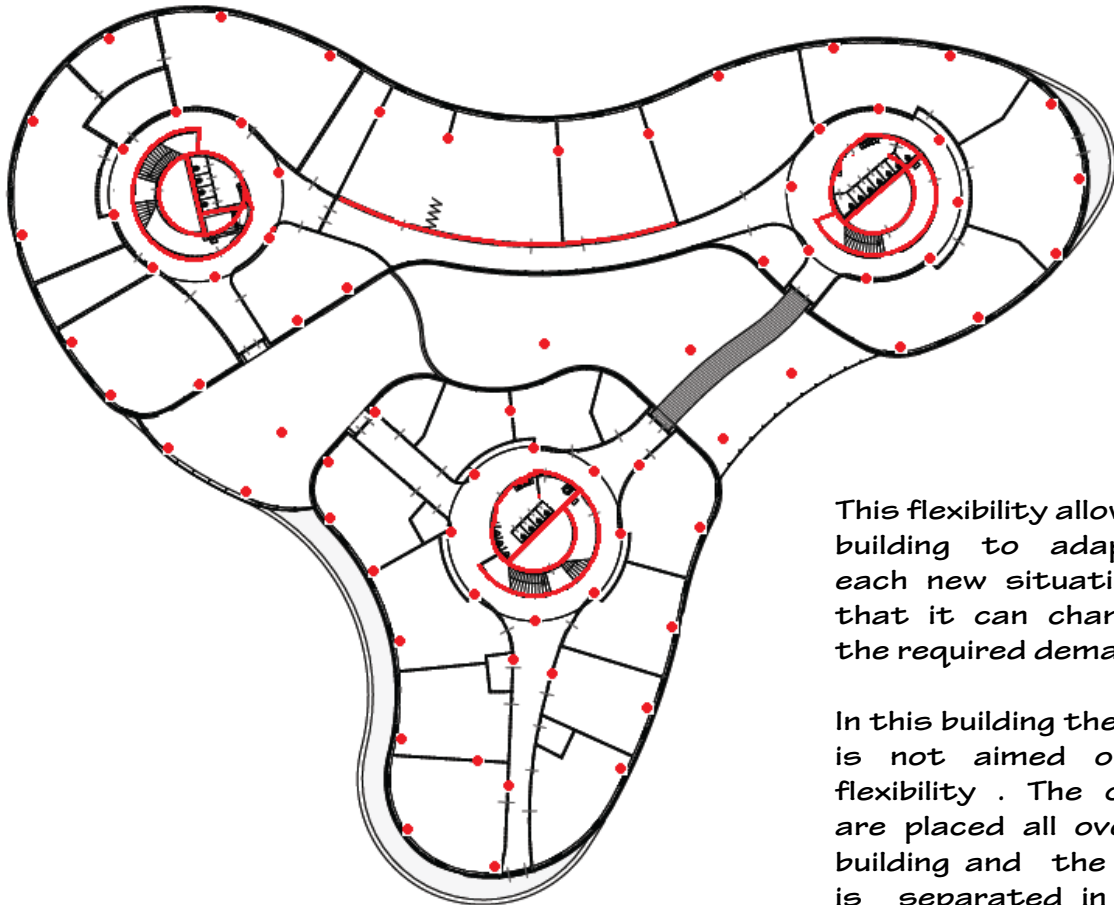 This flexibility allow
building to adap
each new situati
that it can chan
the required dema
In this building the
is not aimed o
flexibility . The c
are placed all ove
building and the
is separated in
W